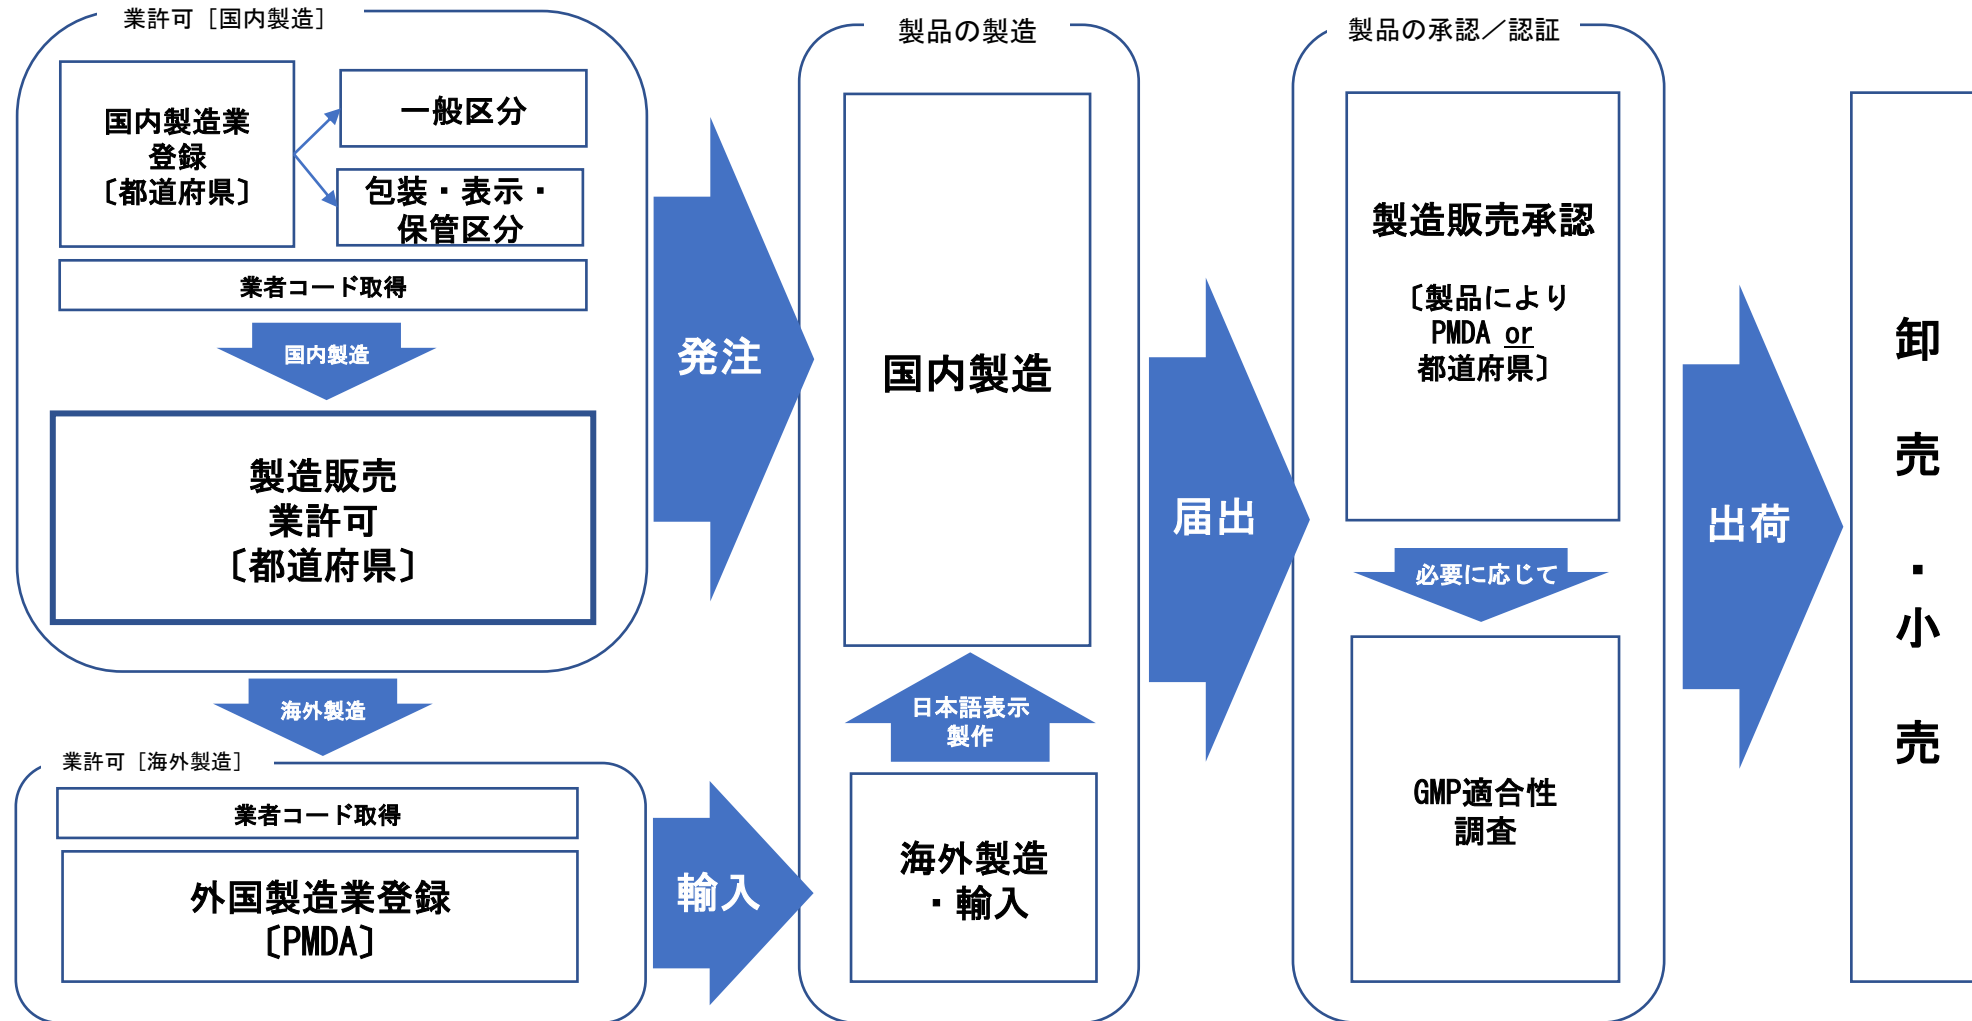 業許可［国内製造］
国内製造業
登録
〔都道府県〕
一般区分
包装・表示・
保管区分
業者コード取得
国内製造
製造販売
業許可
〔都道府県〕
海外製造
業許可［海外製造］
業者コード取得
外国製造業登録
〔PMDA〕
発注
輸入
製品の製造
国内製造
日本語表示
製作
海外製造
・輸入
届出
製品の承認／認証
製造販売承認
〔製品により
PMDA or
都道府県〕
必要に応じて
GMP適合性
調査
出荷
卸売・小売